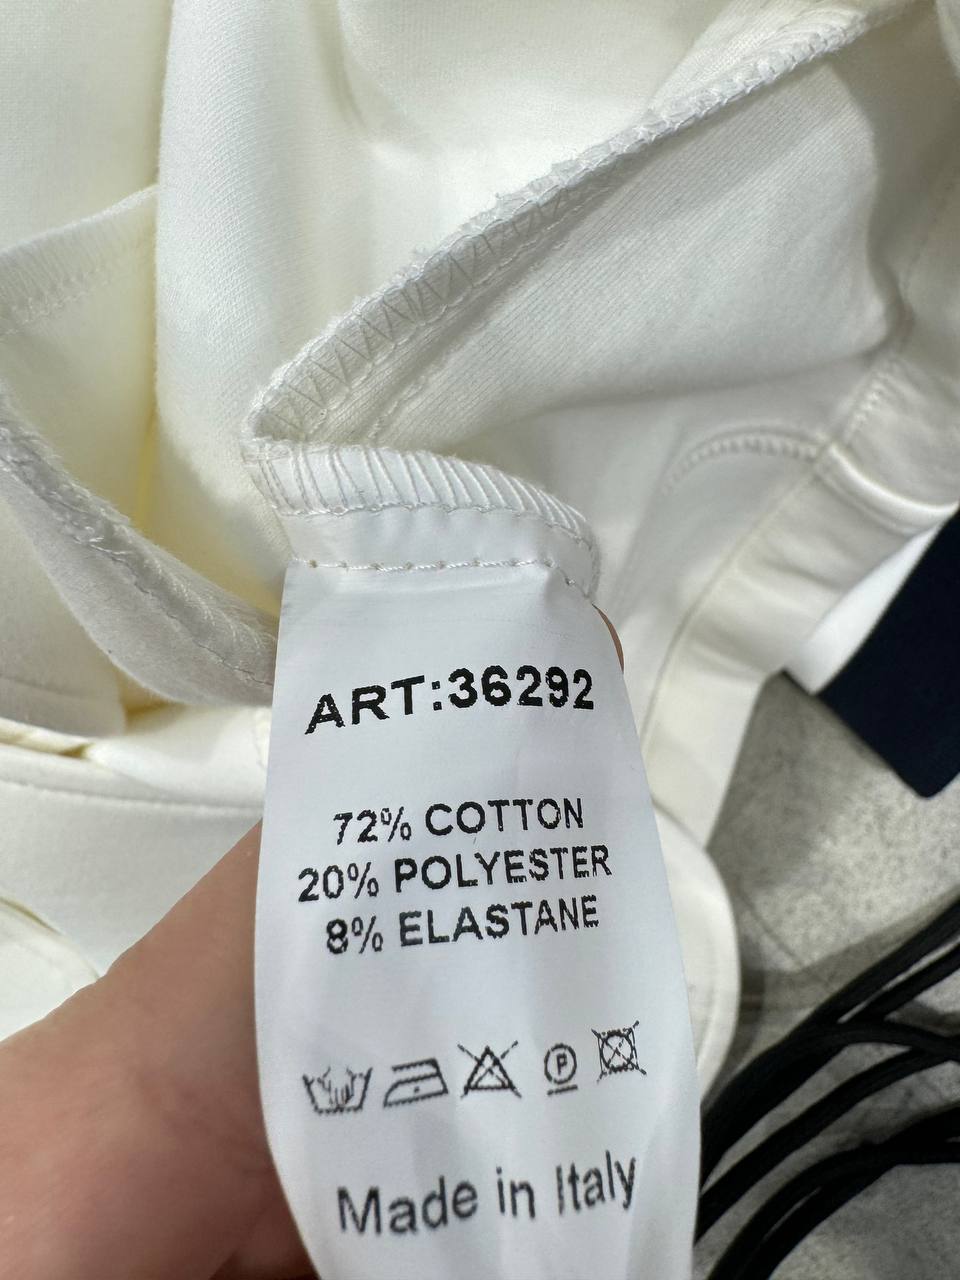 ART:36292
72% COTTON
20% POLYESTER
8% ELASTANE
P
Made in Italy